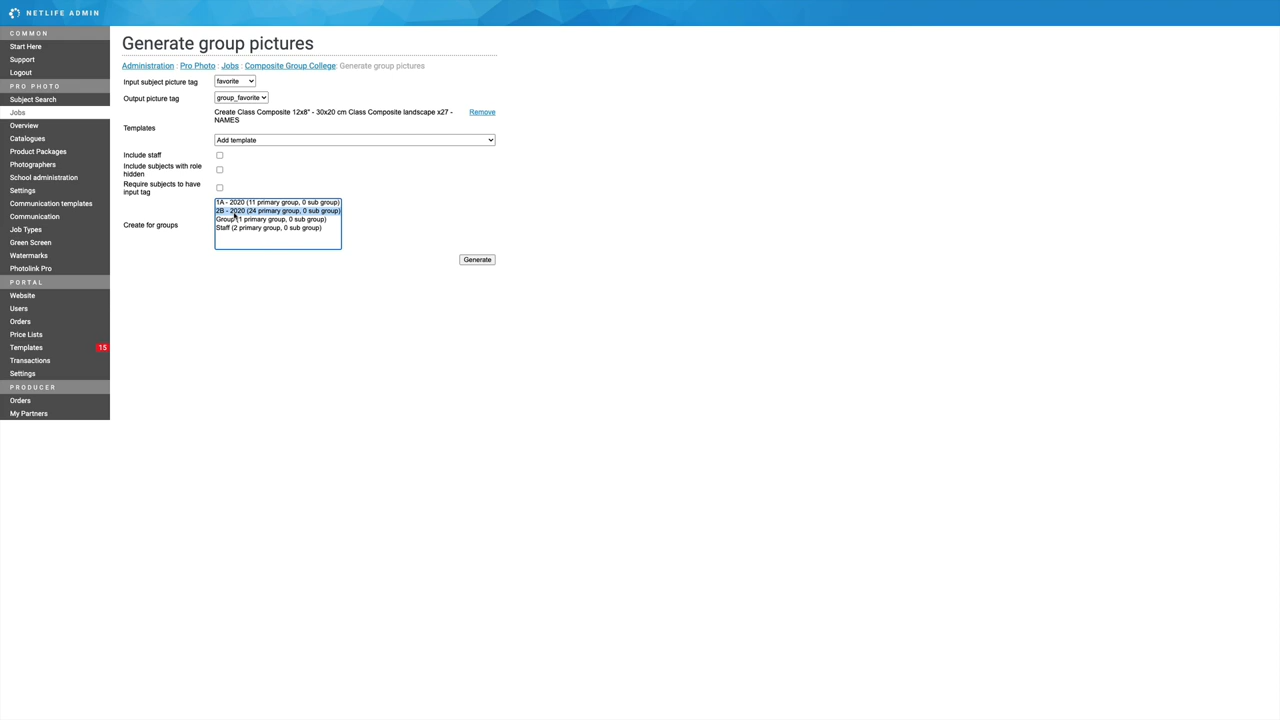 NETLIFE ADMIN
COMMON
Start Here
Support
Logout
PRO PHOTO
Subject Search
Jobs
Overview
Catalogues
Product Packages
Photographers
School administration
Settings
Communication templates
Communication
Job Types
Green Screen
Watermarks
Photolink Pro
PORTAL
Website
Users
Orders
Price Lists
Templates 15
Transactions
Settings
PRODUCER
Orders
My Partners
Generate group pictures
Administration : Pro Photo : Jobs : Composite Group College: Generate group pictures
Input subject picture tag favorite
Output picture tag group_favorite
Create Class Composite 12x8" - 30x20 cm Class Composite landscape x27 - Remove
NAMES
Templates
Add template
Include staff
Include subjects with role
hidden
Require subjects to have
input tag
Create for groups
1A - 2020 (11 primary group, 0 sub group)
2B - 2020 (24 primary group, 0 sub group)
Group (1 primary group, 0 sub group)
Staff (2 primary group, 0 sub group)
Generate